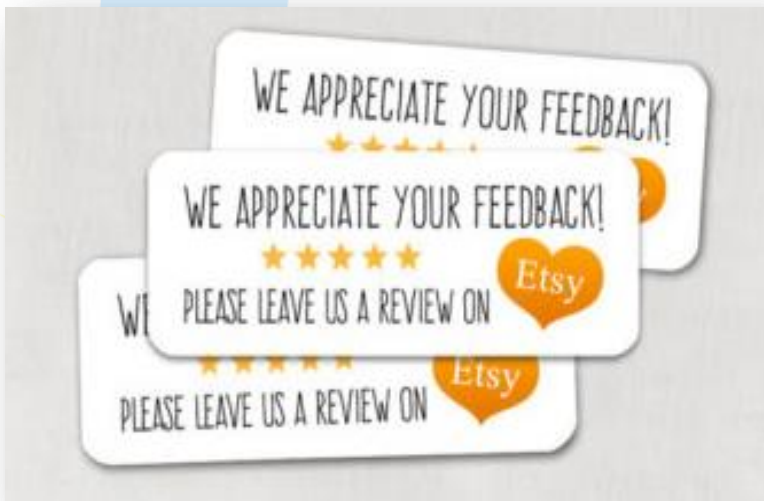 WE APPRECIATE YOUR FEEDBACK!
WE APPRECIATE YOUR FEEDBACK!
PLEASE LEAVE US A REVIEW ON Etsy
WE
PLEASE LEAVE US A REVIEW ON Etsy